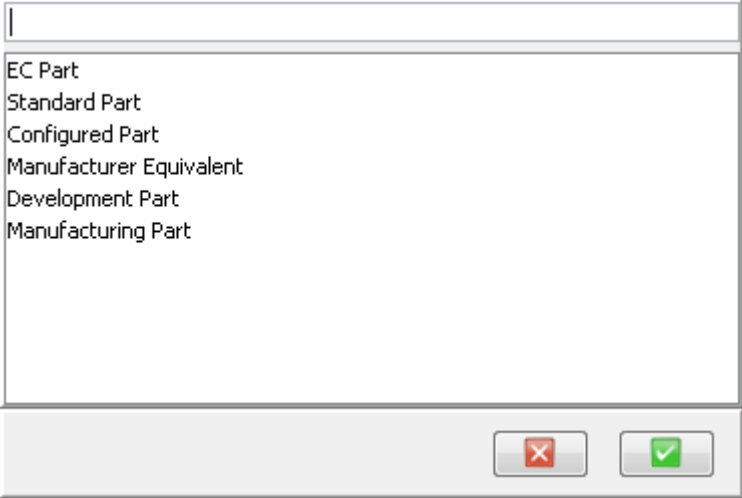 EC Part
Standard Part
Configured Part
Manufacturer Equivalent
Development Part
Manufacturing Part